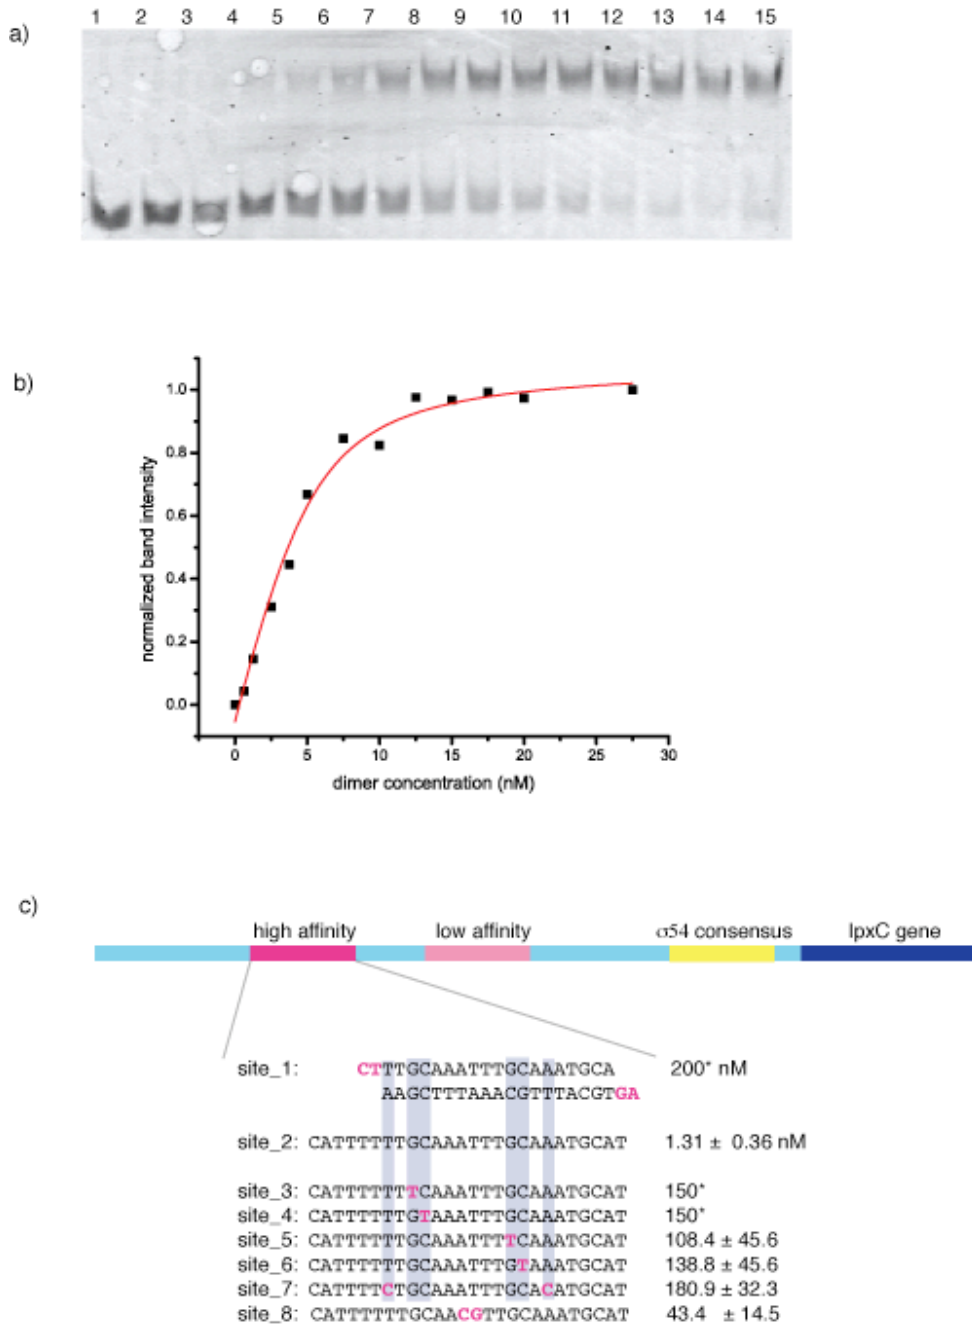 a)
1 2 3 4 5 6 7 8 9 10 11 12 13 14 15
b)
normalized band intensity
1.0
0.8
0.6
0.4
0.2
0.0
0 5 10 15 20 25 30
dimer concentration (nM)
c)
high affinity low affinity α54 consensus lpxC gene
site_1: CTTTGCAAATTTGCAAATGCA 200* nM
AAGCTTTAAACGTTTACGTGA
site_2: CATTTTTTGCAAATTTGCAAATGCAT 1.31 ± 0.36 nM
site_3: CATTTTTTTCAAATTTGCAAATGCAT 150*
site_4: CATTTTTTGTAAATTTGCAAATGCAT 150*
site_5: CATTTTTTGCAAATTTTCAAATGCAT 108.4 ± 45.6
site_6: CATTTTTTGCAAATTTGTAAATGCAT 138.8 ± 45.6
site_7: CATTTTCTGCAAATTTGCACATGCAT 180.9 ± 32.3
site_8: CATTTTTTGCAACGTTGCAAATGCAT 43.4 ± 14.5